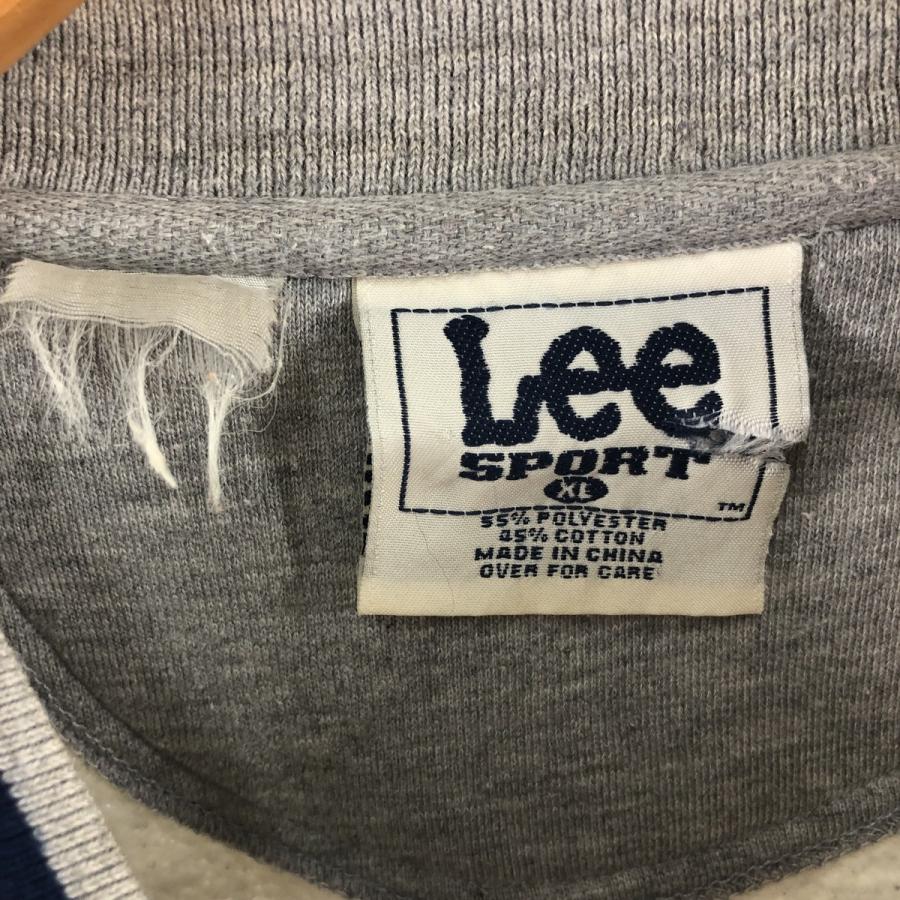 Lee
SPORT
XL
TM
55% POLYESTER
45% COTTON
MADE IN CHINA
OVER FOR CARE